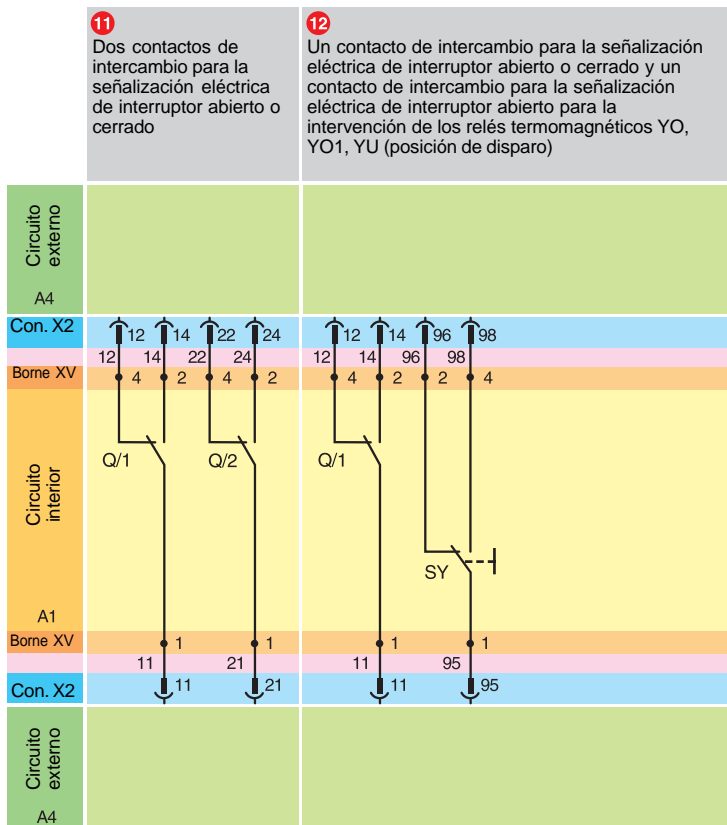 11
Dos contactos de
intercambio para la
señalización eléctrica
de interruptor abierto o
cerrado
12
Un contacto de intercambio para la señalización
eléctrica de interruptor abierto o cerrado y un
contacto de intercambio para la señalización
eléctrica de interruptor abierto para la
intervención de los relés termomagnéticos YO,
YO1, YU (posición de disparo)
Circuito
externo
A4
Con. X2
12 14 22 24 12 14 96 98
12 14 22 24 12 14 96 98
Borne XV
4 2 4 2 4 2 2 4
Circuito
interior
Q/1 Q/2 Q/1
SY
A1
Borne XV
1 1 1 1
11 21 11 95
Con. X2
11 21 11 95
Circuito
externo
A4